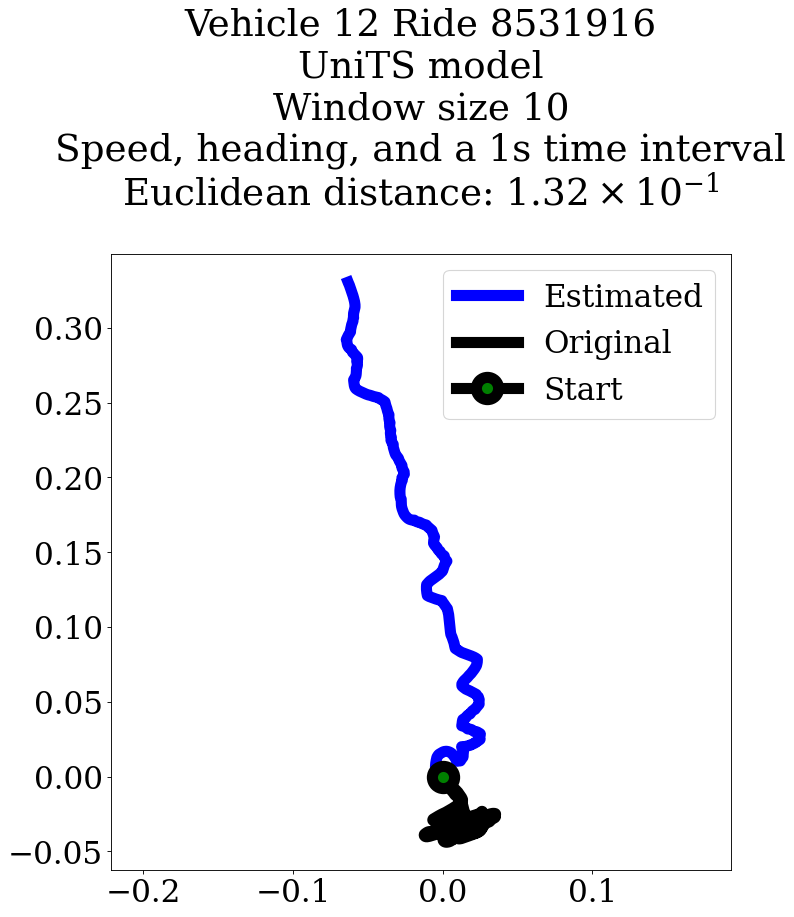 Vehicle 12 Ride 8531916
UniTS model
Window size 10
Speed, heading, and a 1s time interval
Euclidean distance: 1.32 × 10⁻¹
Estimated
Original
Start
0.30
0.25
0.20
0.15
0.10
0.05
0.00
−0.05
−0.2
−0.1
0.0
0.1